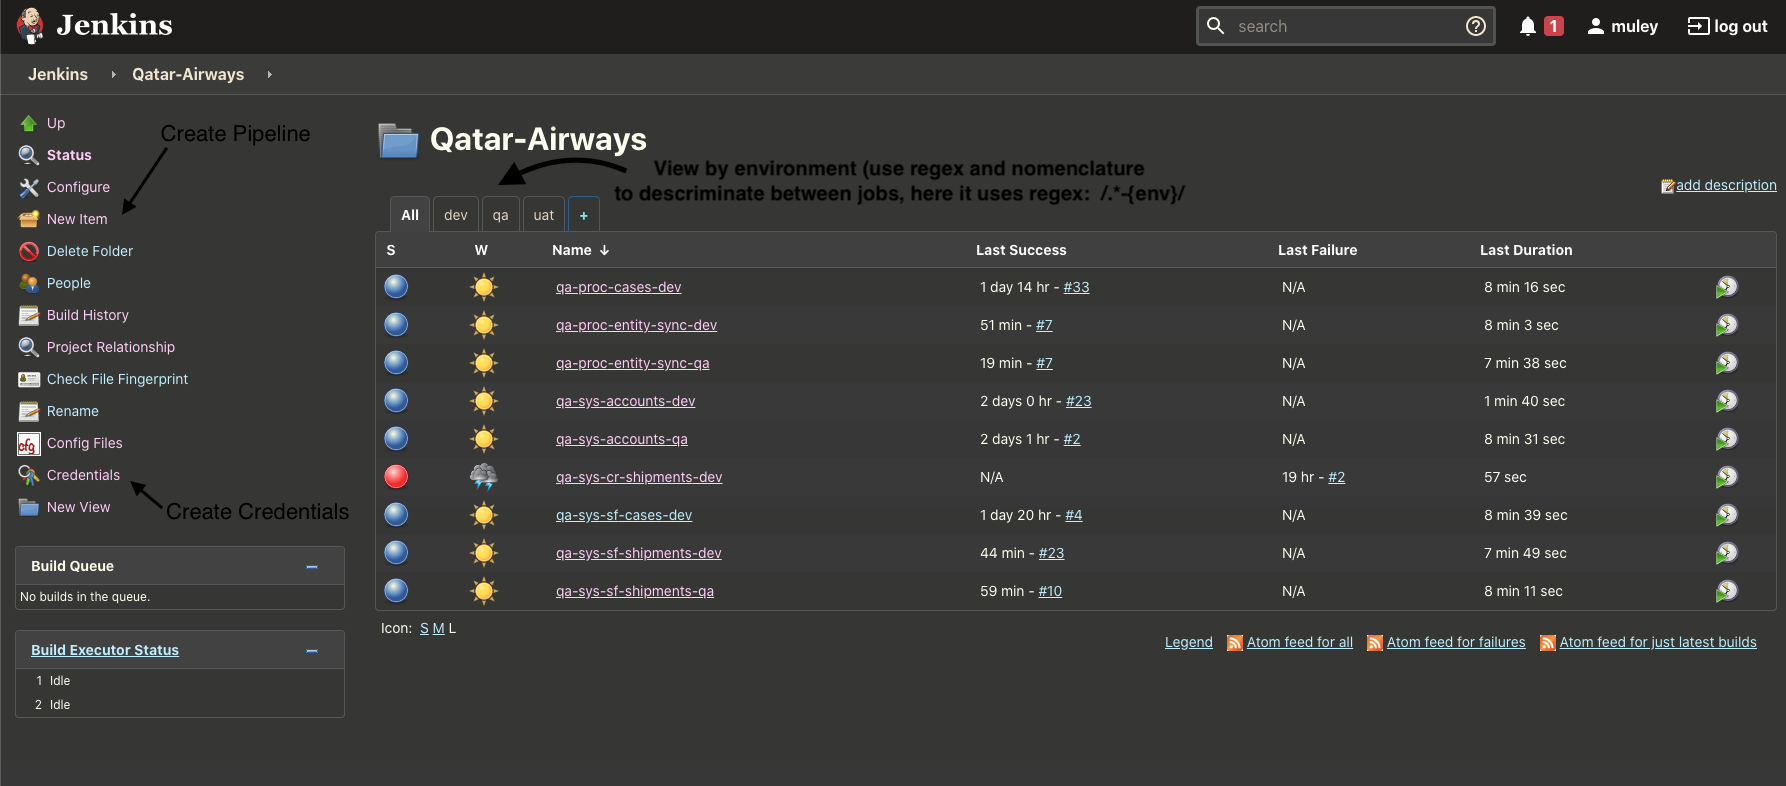 Jenkins
search
1
muley
log out
Jenkins
Qatar-Airways
Up
Status
Configure
New Item
Delete Folder
People
Build History
Project Relationship
Check File Fingerprint
Rename
cfg
Config Files
Credentials
New View
Create Pipeline
Create Credentials
Build Queue
No builds in the queue.
Build Executor Status
1 Idle
2 Idle
Qatar-Airways
View by environment (use regex and nomenclature
to descriminate between jobs, here it uses regex: /.*-{env}/
add description
All dev qa uat +
S W Name ↓ Last Success Last Failure Last Duration
qa-proc-cases-dev 1 day 14 hr - #33 N/A 8 min 16 sec
qa-proc-entity-sync-dev 51 min - #7 N/A 8 min 3 sec
qa-proc-entity-sync-qa 19 min - #7 N/A 7 min 38 sec
qa-sys-accounts-dev 2 days 0 hr - #23 N/A 1 min 40 sec
qa-sys-accounts-qa 2 days 1 hr - #2 N/A 8 min 31 sec
qa-sys-cr-shipments-dev N/A 19 hr - #2 57 sec
qa-sys-sf-cases-dev 1 day 20 hr - #4 N/A 8 min 39 sec
qa-sys-sf-shipments-dev 44 min - #23 N/A 7 min 49 sec
qa-sys-sf-shipments-qa 59 min - #10 N/A 8 min 11 sec
Icon: S M L
Legend Atom feed for all Atom feed for failures Atom feed for just latest builds